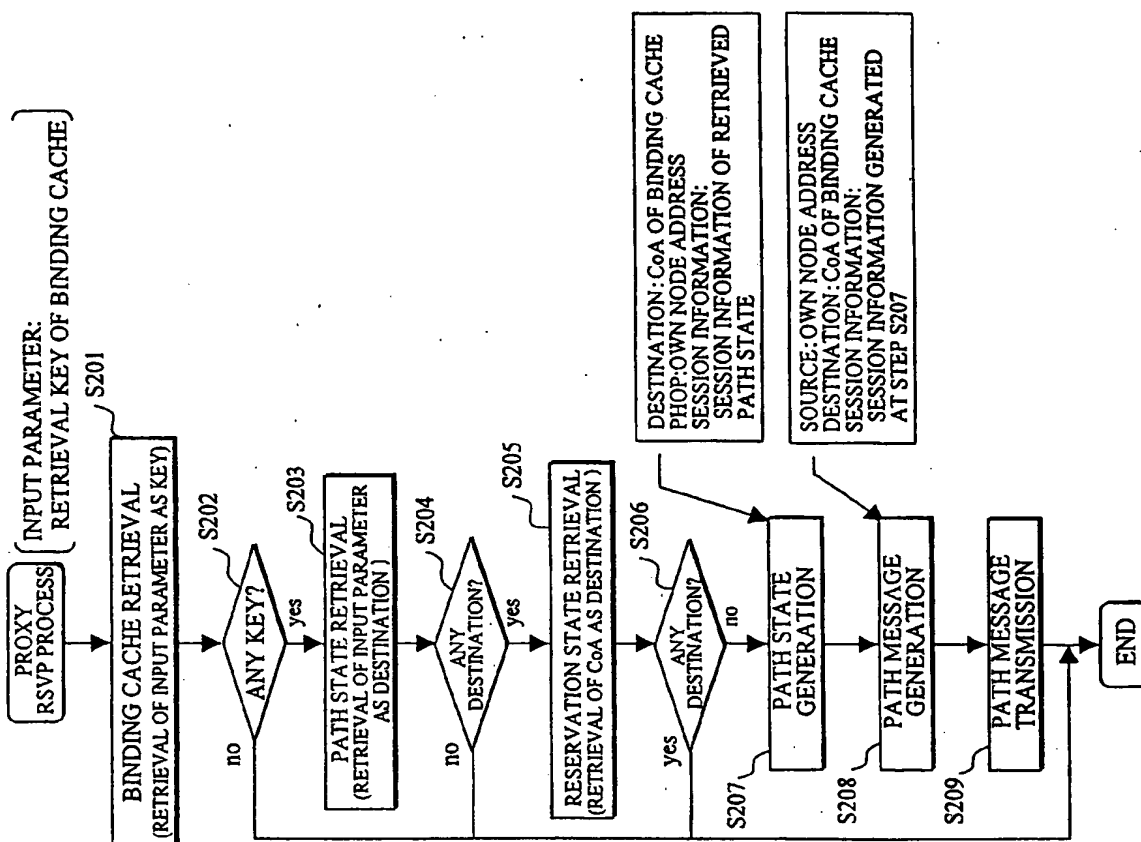 PROXY
RSVP PROCESS
INPUT PARAMETER:
RETRIEVAL KEY OF BINDING CACHE
S201
BINDING CACHE RETRIEVAL
(RETRIEVAL OF INPUT PARAMETER AS KEY)
S202
ANY KEY?
no
yes
S203
PATH STATE RETRIEVAL
(RETRIEVAL OF INPUT PARAMETER
AS DESTINATION )
S204
ANY
DESTINATION?
no
yes
S205
RESERVATION STATE RETRIEVAL
(RETRIEVAL OF CoA AS DESTINATION )
S206
ANY
DESTINATION?
yes
no
S207
PATH STATE
GENERATION
DESTINATION: CoA OF BINDING CACHE
PHOP:OWN NODE ADDRESS
SESSION INFORMATION:
SESSION INFORMATION OF RETRIEVED
PATH STATE
S208
PATH MESSAGE
GENERATION
SOURCE: OWN NODE ADDRESS
DESTINATION: CoA OF BINDING CACHE
SESSION INFORMATION:
SESSION INFORMATION GENERATED
AT STEP S207
S209
PATH MESSAGE
TRANSMISSION
END